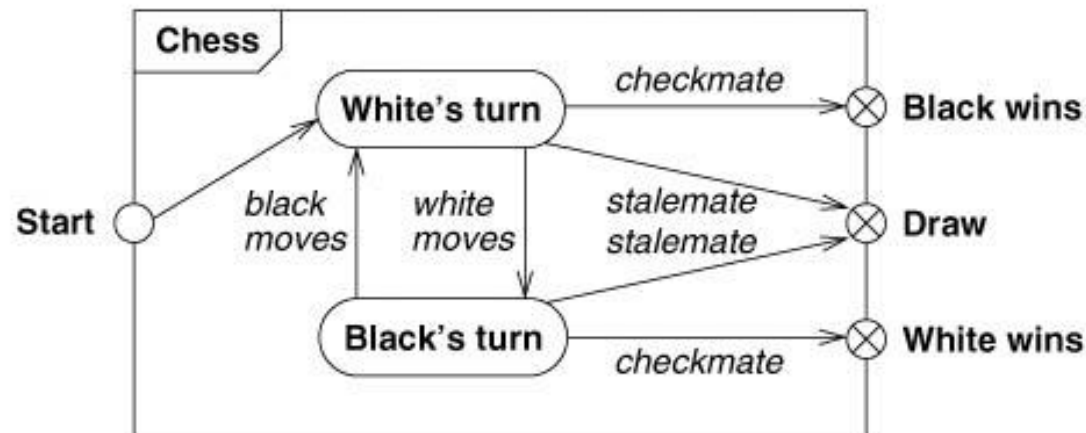 Chess
White's turn
checkmate
Black wins
Start
black
moves
white
moves
stalemate
stalemate
Draw
Black's turn
checkmate
White wins